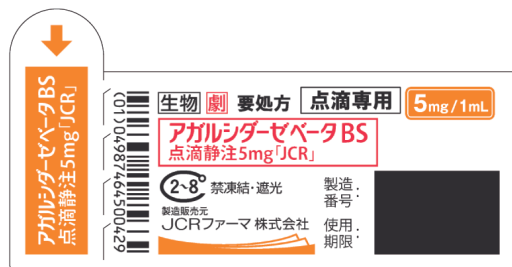 アガルシダーゼベータBS
点滴静注5mg「JCR」
(01)04987464500429
生物 劇 要処方 点滴専用 5mg/1mL
アガルシダーゼベータBS
点滴静注5mg「JCR」
2~8° 禁凍結・遮光
製造販売元
JCRファーマ 株式会社
製造番号:
使用期限: